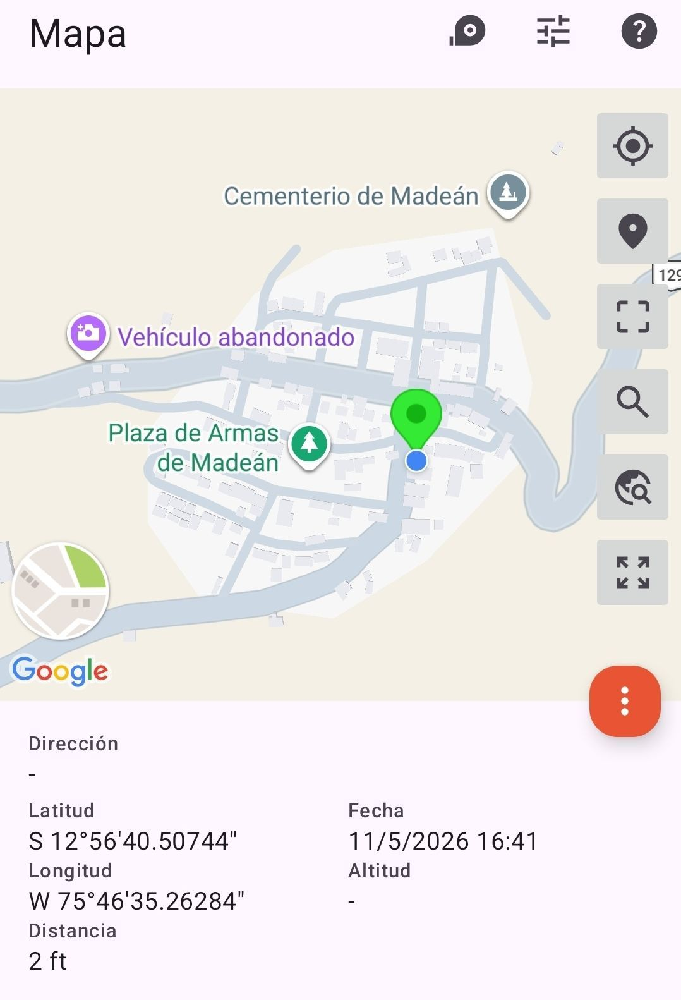 Mapa
Cementerio de Madeán
129
Vehículo abandonado
Plaza de Armas
de Madeán
Google
Dirección
-
Latitud
S 12°56'40.50744"
Longitud
W 75°46'35.26284"
Distancia
2 ft
Fecha
11/5/2026 16:41
Altitud
-